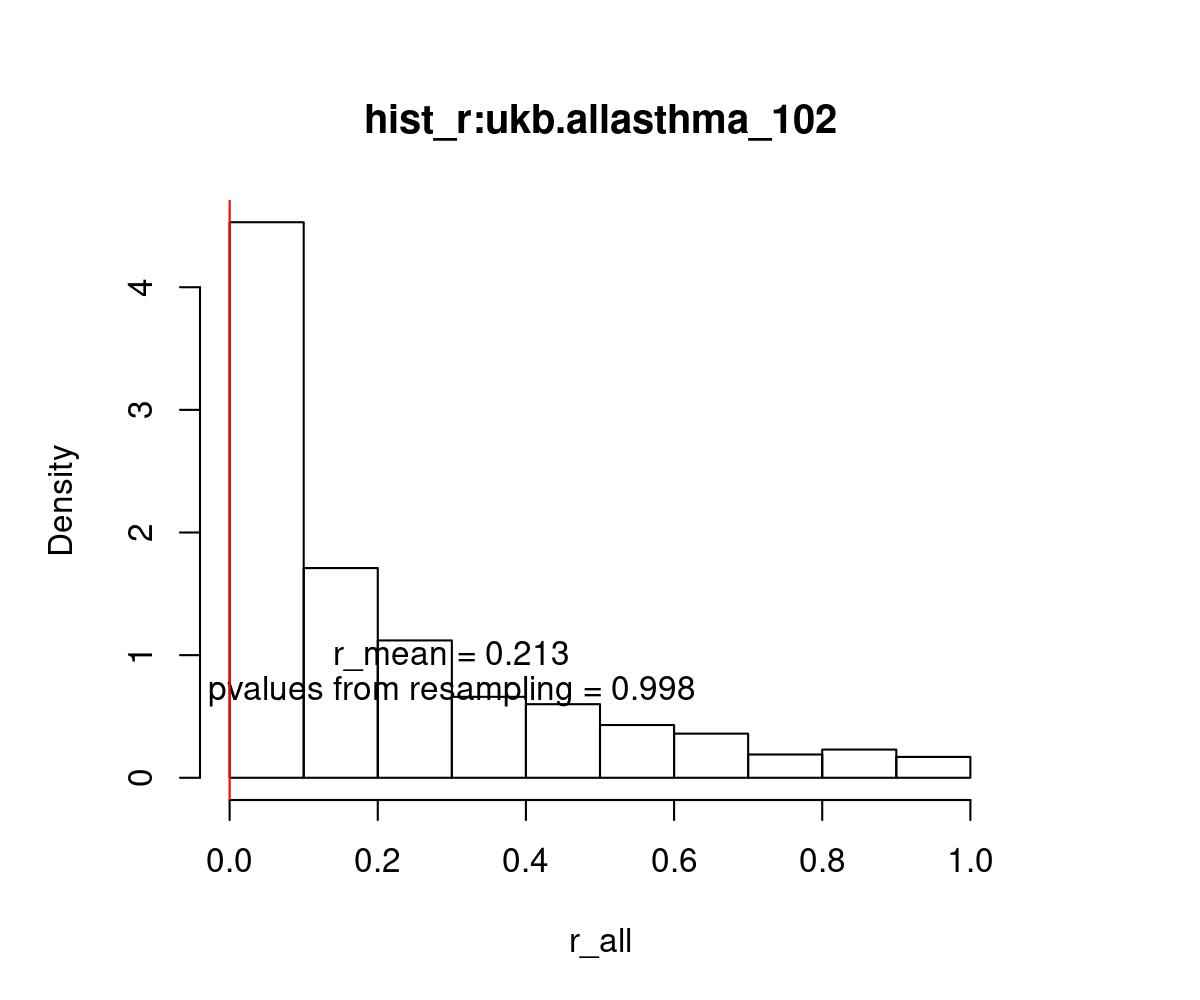 hist_r:ukb.allasthma_102
4
3
2
1
0
Density
r_mean = 0.213
pvalues from resampling = 0.998
0.0 0.2 0.4 0.6 0.8 1.0
r_all